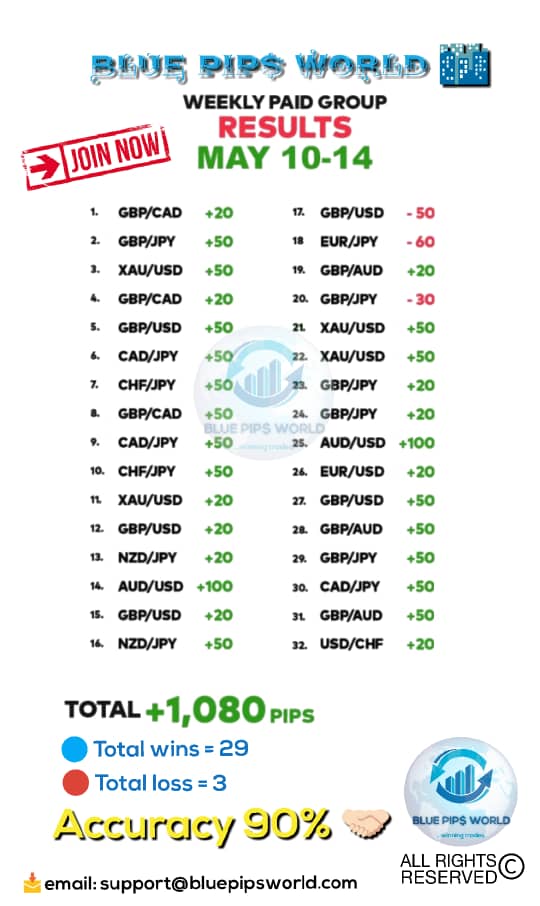 BLUE PIP$ WORLD
WEEKLY PAID GROUP
RESULTS
MAY 10-14
JOIN NOW
1. GBP/CAD +20
2. GBP/JPY +50
3. XAU/USD +50
4. GBP/CAD +20
5. GBP/USD +50
6. CAD/JPY +50
7. CHF/JPY +50
8. GBP/CAD +50
9. CAD/JPY +50
10. CHF/JPY +50
11. XAU/USD +20
12. GBP/USD +20
13. NZD/JPY +20
14. AUD/USD +100
15. GBP/USD +20
16. NZD/JPY +50
17. GBP/USD - 50
18 EUR/JPY - 60
19. GBP/AUD +20
20. GBP/JPY - 30
21. XAU/USD +50
22. XAU/USD +50
23. GBP/JPY +20
24. GBP/JPY +20
25. AUD/USD +100
26. EUR/USD +20
27. GBP/USD +50
28. GBP/AUD +50
29. GBP/JPY +50
30. CAD/JPY +50
31. GBP/AUD +50
32. USD/CHF +20
BLUE PIP$ WORLD
winning trades
TOTAL +1,080 PIPS
Total wins = 29
Total loss = 3
Accuracy 90%
BLUE PIP$ WORLD
winning trades
ALL RIGHTS
RESERVED ©
email: support@bluepipsworld.com